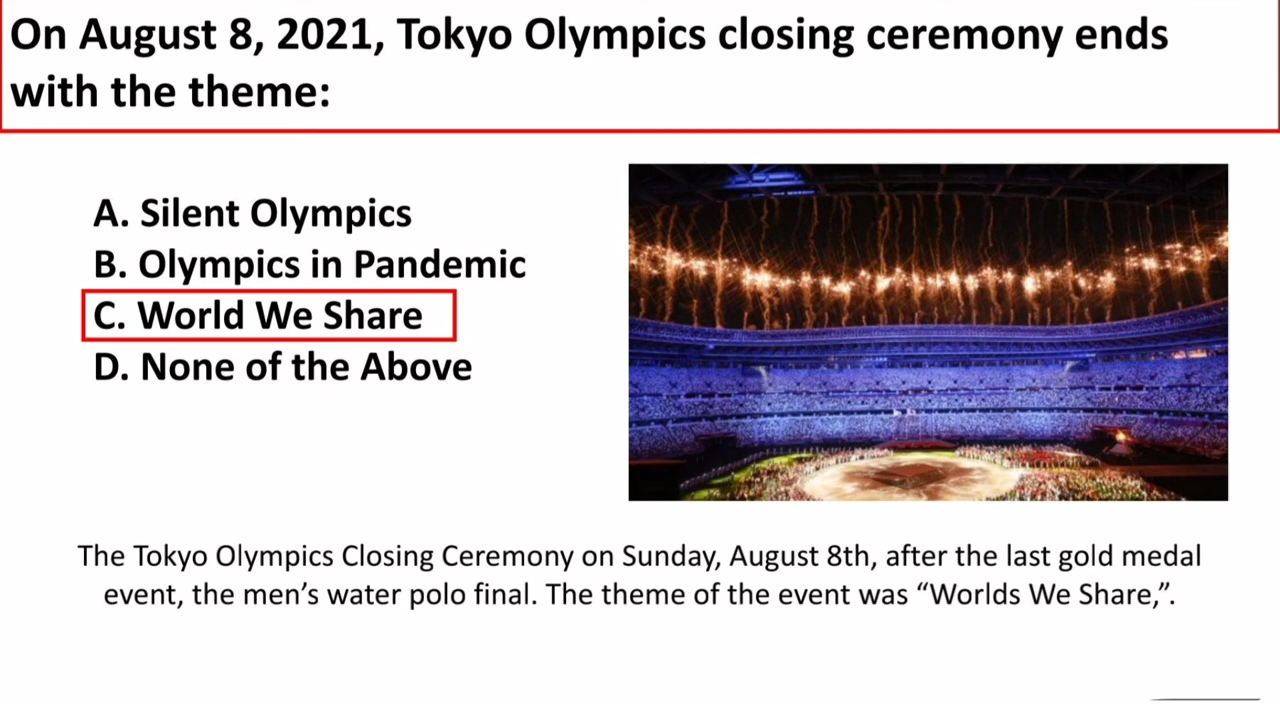 On August 8, 2021, Tokyo Olympics closing ceremony ends
with the theme:
A. Silent Olympics
B. Olympics in Pandemic
C. World We Share
D. None of the Above
The Tokyo Olympics Closing Ceremony on Sunday, August 8th, after the last gold medal
event, the men’s water polo final. The theme of the event was “Worlds We Share,”.